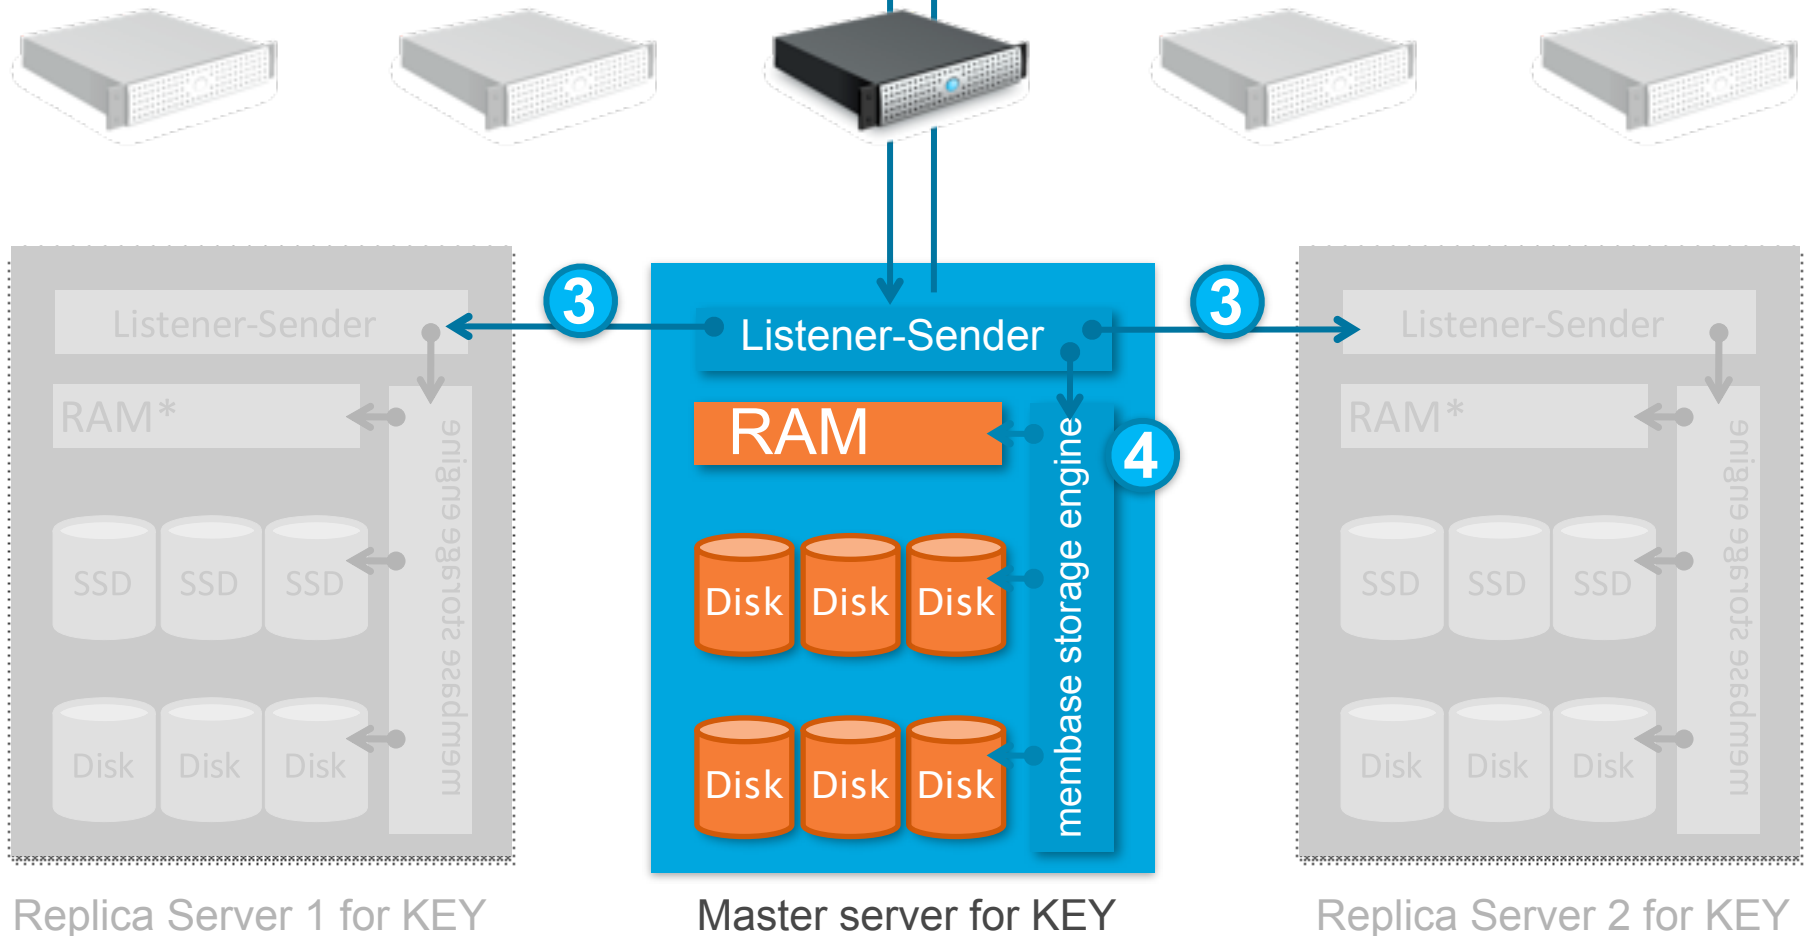 3
3
Listener-Sender
Listener-Sender
Listener-Sender
RAM*
RAM
RAM*
4
membase storage engine
membase storage engine
membase storage engine
SSD SSD SSD
Disk Disk Disk
SSD SSD SSD
Disk Disk Disk
Disk Disk Disk
Disk Disk Disk
Replica Server 1 for KEY
Master server for KEY
Replica Server 2 for KEY